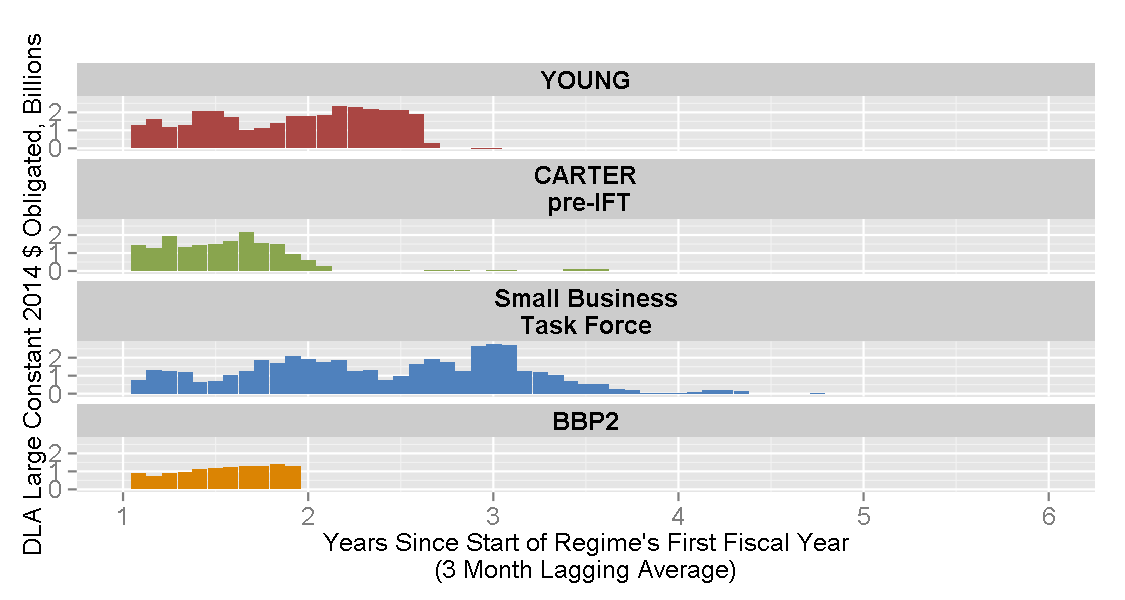 DLA Large Constant 2014 $ Obligated, Billions
YOUNG
2
1
0
CARTER
pre-IFT
2
1
0
Small Business
Task Force
2
1
0
BBP2
2
1
0
1 2 3 4 5 6
Years Since Start of Regime's First Fiscal Year
(3 Month Lagging Average)